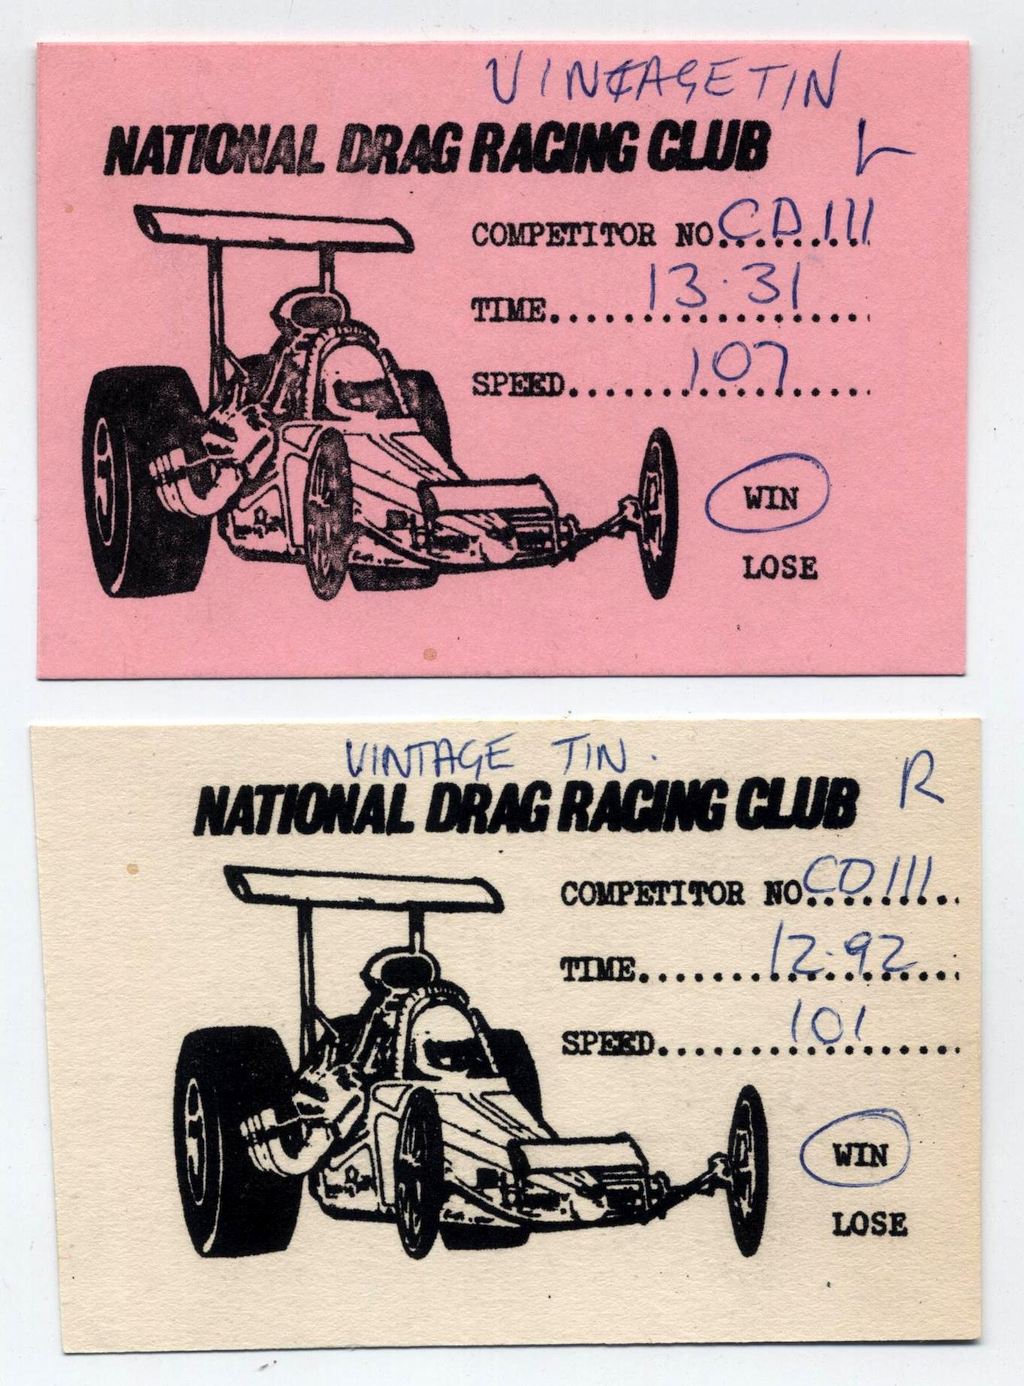 VINTAGE TIN
NATIONAL DRAG RACING CLUB L
COMPETITOR NO. CD 111
TIME 13.31
SPEED 107
WIN
LOSE
VINTAGE TIN.
NATIONAL DRAG RACING CLUB R
COMPETITOR NO. CD 111
TIME 12.92
SPEED 101
WIN
LOSE